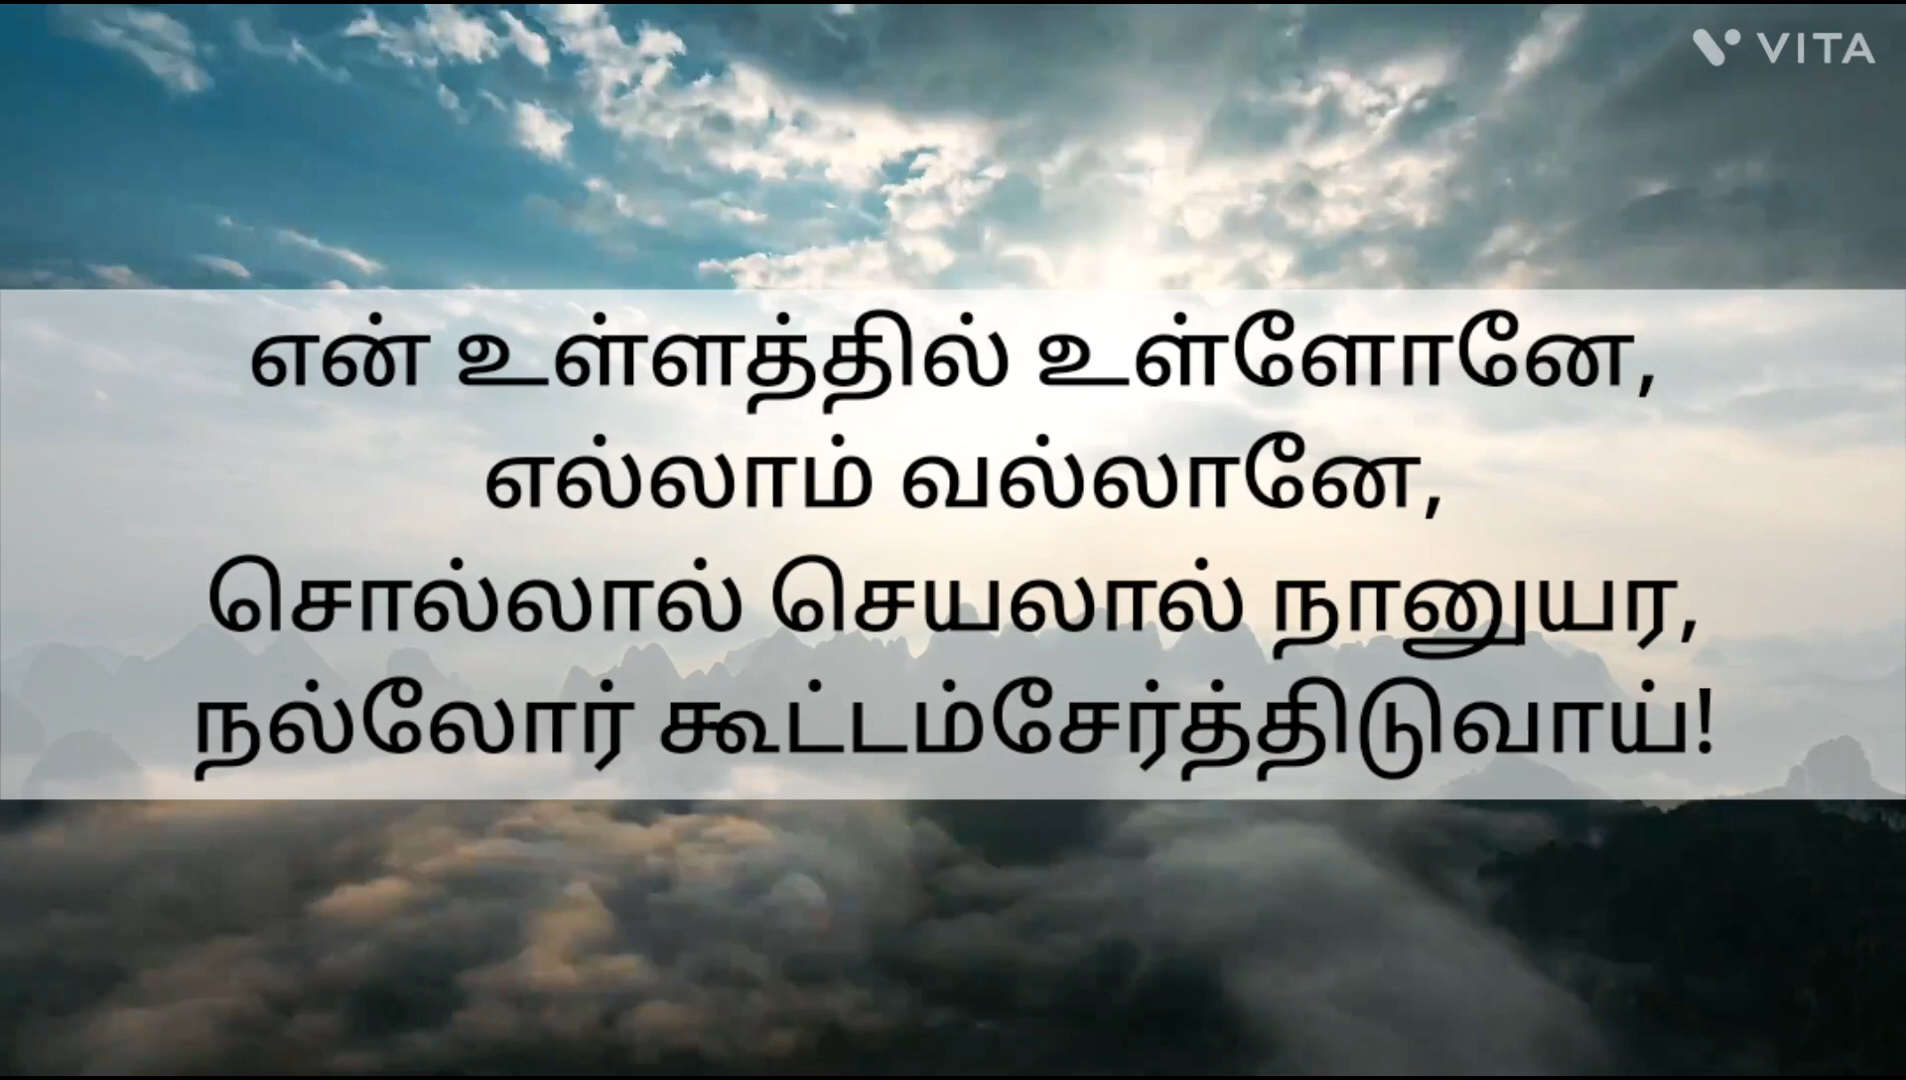 VITA
என் உள்ளத்தில் உள்ளோனே,
எல்லாம் வல்லானே,
சொல்லால் செயலால் நானுயர,
நல்லோர் கூட்டம்சேர்த்திடுவாய்!